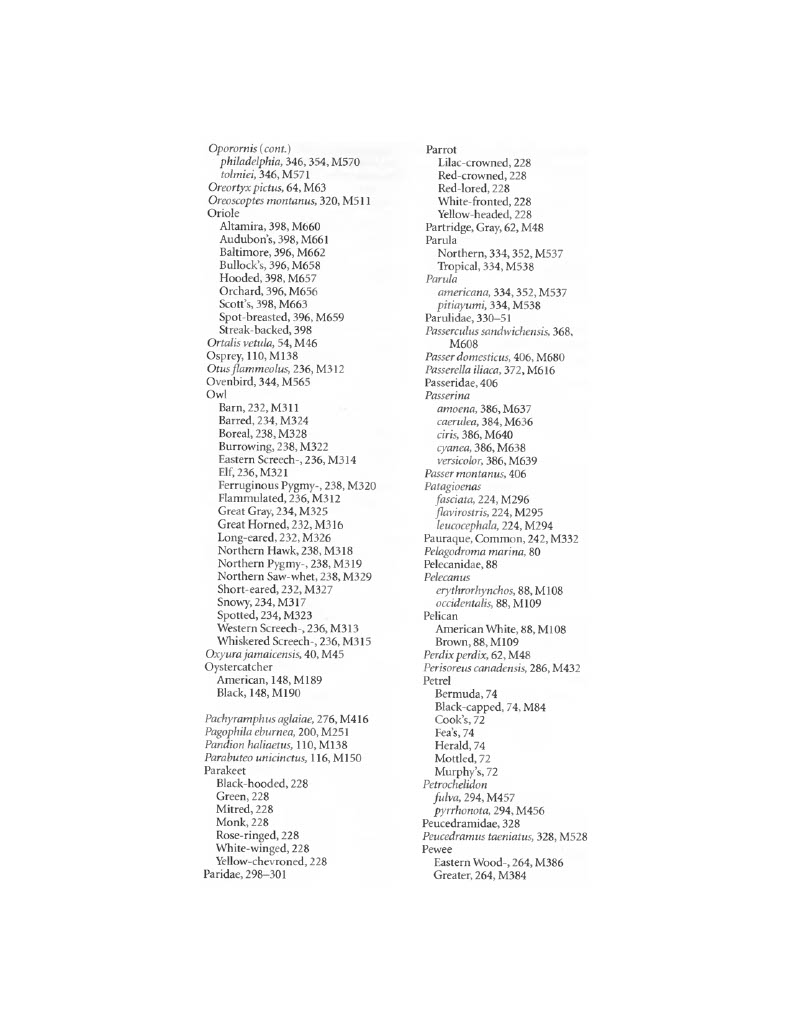 Oporornis (cont.)
philadelphia, 346, 354, M570
tolmiei, 346, M571
Oreortyx pictus, 64, M63
Oreoscoptes montanus, 320, M511
Oriole
Altamira, 398, M660
Audubon's, 398, M661
Baltimore, 396, M662
Bullock's, 396, M658
Hooded, 398, M657
Orchard, 396, M656
Scott's, 398, M663
Spot-breasted, 396, M659
Streak-backed, 398
Ortalis vetula, 54, M46
Osprey, 110, M138
Otus flammeolus, 236, M312
Ovenbird, 344, M565
Owl
Barn, 232, M311
Barred, 234, M324
Boreal, 238, M328
Burrowing, 238, M322
Eastern Screech-, 236, M314
Elf, 236, M321
Ferruginous Pygmy-, 238, M320
Flammulated, 236, M312
Great Gray, 234, M325
Great Horned, 232, M316
Long-eared, 232, M326
Northern Hawk, 238, M318
Northern Pygmy-, 238, M319
Northern Saw-whet, 238, M329
Short-eared, 232, M327
Snowy, 234, M317
Spotted, 234, M323
Western Screech-, 236, M313
Whiskered Screech-, 236, M315
Oxyura jamaicensis, 40, M45
Oystercatcher
American, 148, M189
Black, 148, M190
Pachyramphus aglaiae, 276, M416
Pagophila eburnea, 200, M251
Pandion haliaetus, 110, M138
Parabuteo unicinctus, 116, M150
Parakeet
Black-hooded, 228
Green, 228
Mitred, 228
Monk, 228
Rose-ringed, 228
White-winged, 228
Yellow-chevroned, 228
Paridae, 298–301
Parrot
Lilac-crowned, 228
Red-crowned, 228
Red-lored, 228
White-fronted, 228
Yellow-headed, 228
Partridge, Gray, 62, M48
Parula
Northern, 334, 352, M537
Tropical, 334, M538
Parula
americana, 334, 352, M537
pitiayumi, 334, M538
Parulidae, 330–51
Passerculus sandwichensis, 368,
M608
Passer domesticus, 406, M680
Passerella iliaca, 372, M616
Passeridae, 406
Passerina
amoena, 386, M637
caerulea, 384, M636
ciris, 386, M640
cyanea, 386, M638
versicolor, 386, M639
Passer montanus, 406
Patagioenas
fasciata, 224, M296
flavirostris, 224, M295
leucocephala, 224, M294
Pauraque, Common, 242, M332
Pelagodroma marina, 80
Pelecanidae, 88
Pelecanus
erythrorhynchos, 88, M108
occidentalis, 88, M109
Pelican
American White, 88, M108
Brown, 88, M109
Perdix perdix, 62, M48
Perisoreus canadensis, 286, M432
Petrel
Bermuda, 74
Black-capped, 74, M84
Cook's, 72
Fea's, 74
Herald, 74
Mottled, 72
Murphy's, 72
Petrochelidon
fulva, 294, M457
pyrrhonota, 294, M456
Peucedramidae, 328
Peucedramus taeniatus, 328, M528
Pewee
Eastern Wood-, 264, M386
Greater, 264, M384